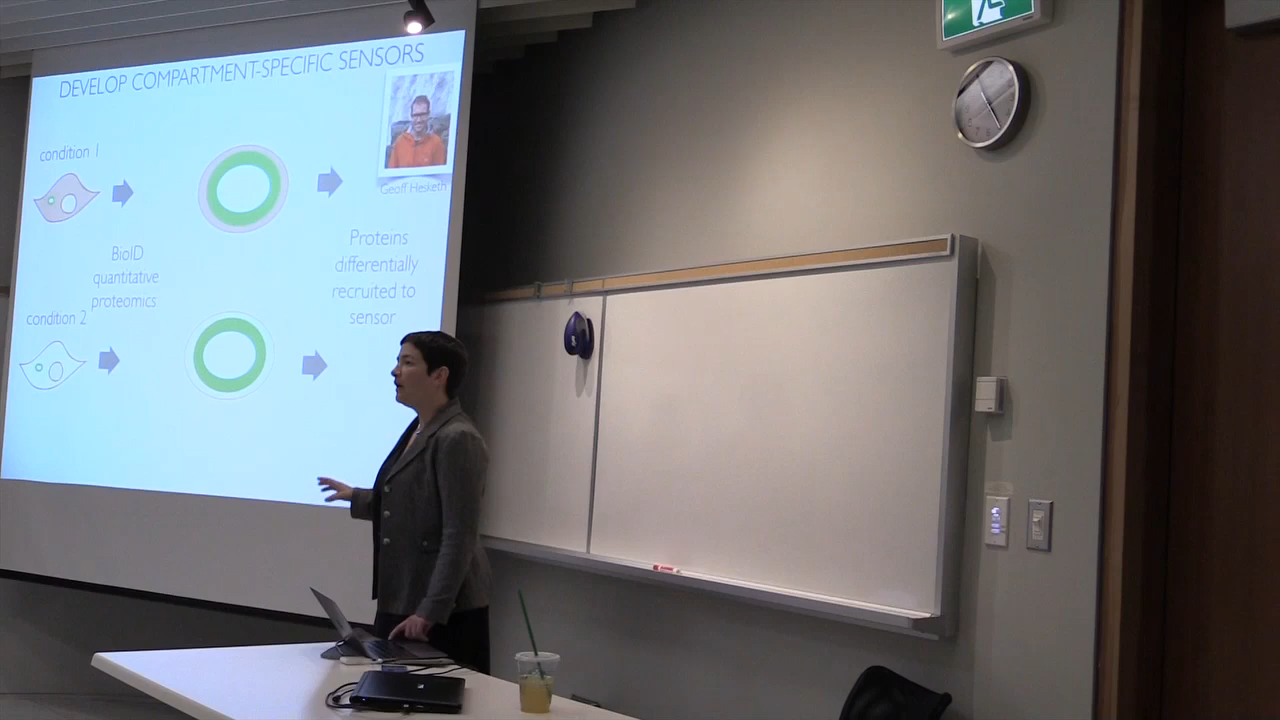 DEVELOP COMPARTMENT-SPECIFIC SENSORS
condition 1
Geoff Hesketh
BioID
quantitative
proteomics
Proteins
differentially
recruited to
sensor
condition 2